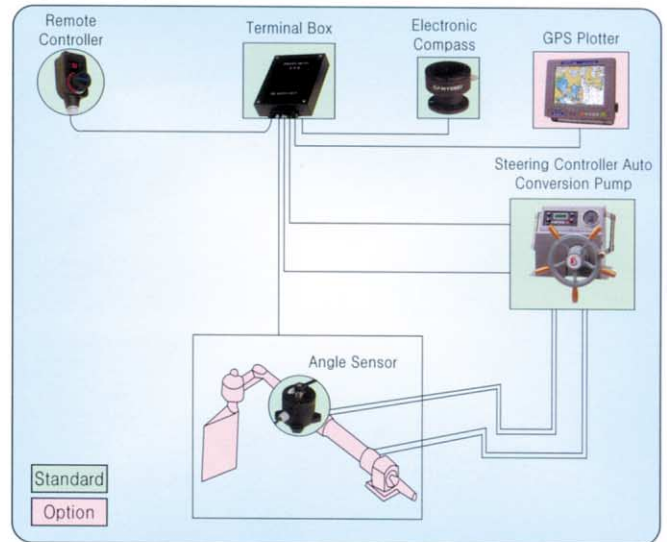 Remote
Controller
Terminal Box
Electronic
Compass
GPS Plotter
Steering Controller Auto
Conversion Pump
Angle Sensor
Standard
Option